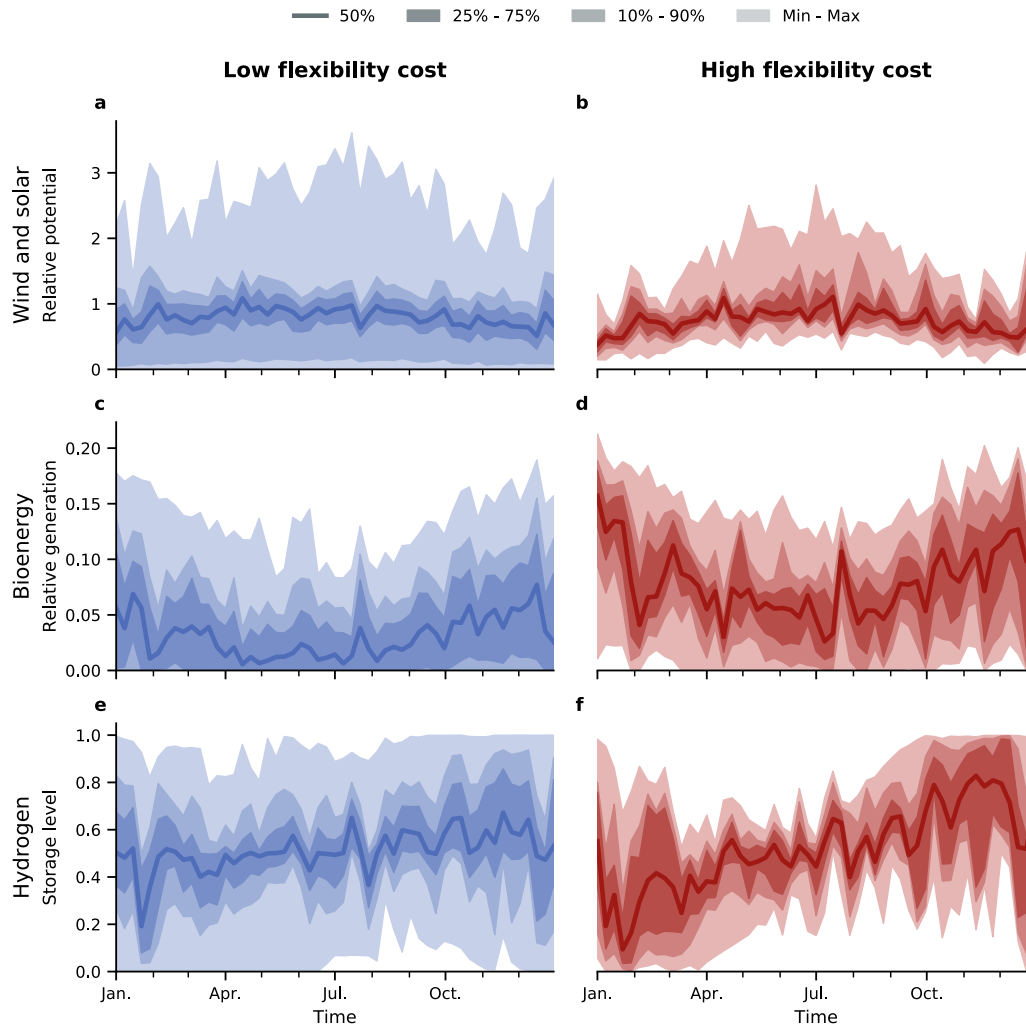 50% 25% - 75% 10% - 90% Min - Max
Low flexibility cost High flexibility cost
a b
Wind and solar
Relative potential
3
2
1
0
c d
Bioenergy
Relative generation
0.20
0.15
0.10
0.05
0.00
e f
Hydrogen
Storage level
1.0
0.8
0.6
0.4
0.2
0.0
Jan. Apr. Jul. Oct. Jan. Apr. Jul. Oct.
Time Time